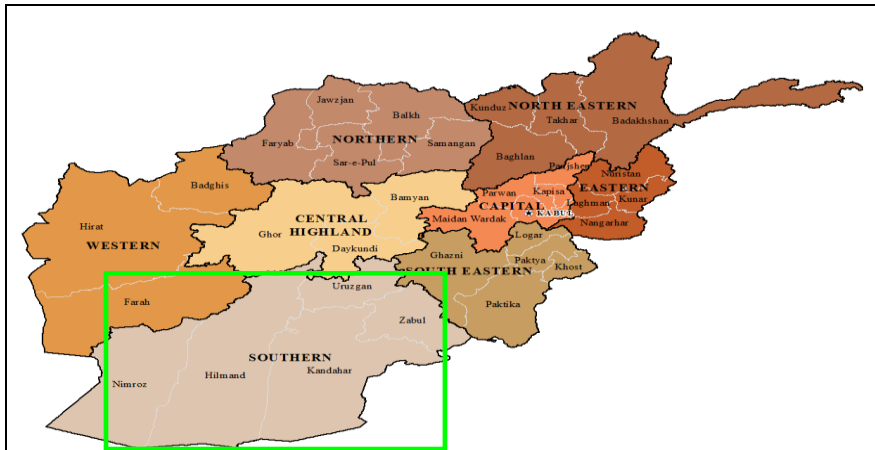 Jawzjan
Balkh
Kunduz
NORTH EASTERN
Takhar
Badakhshan
Faryab
NORTHERN
Samangan
Sar-e-Pul
Baghlan
Panjsher
Nuristan
Badghis
Bamyan
Parwan
Kapisa
EASTERN
Laghman
Kunar
Hirat
WESTERN
CENTRAL
HIGHLAND
Ghor
Daykundi
Maidan Wardak
CAPITAL
KABUL
Nangarhar
Logar
Ghazni
Paktya
Khost
SOUTH EASTERN
Uruzgan
Paktika
Farah
Zabul
SOUTHERN
Nimroz
Hilmand
Kandahar